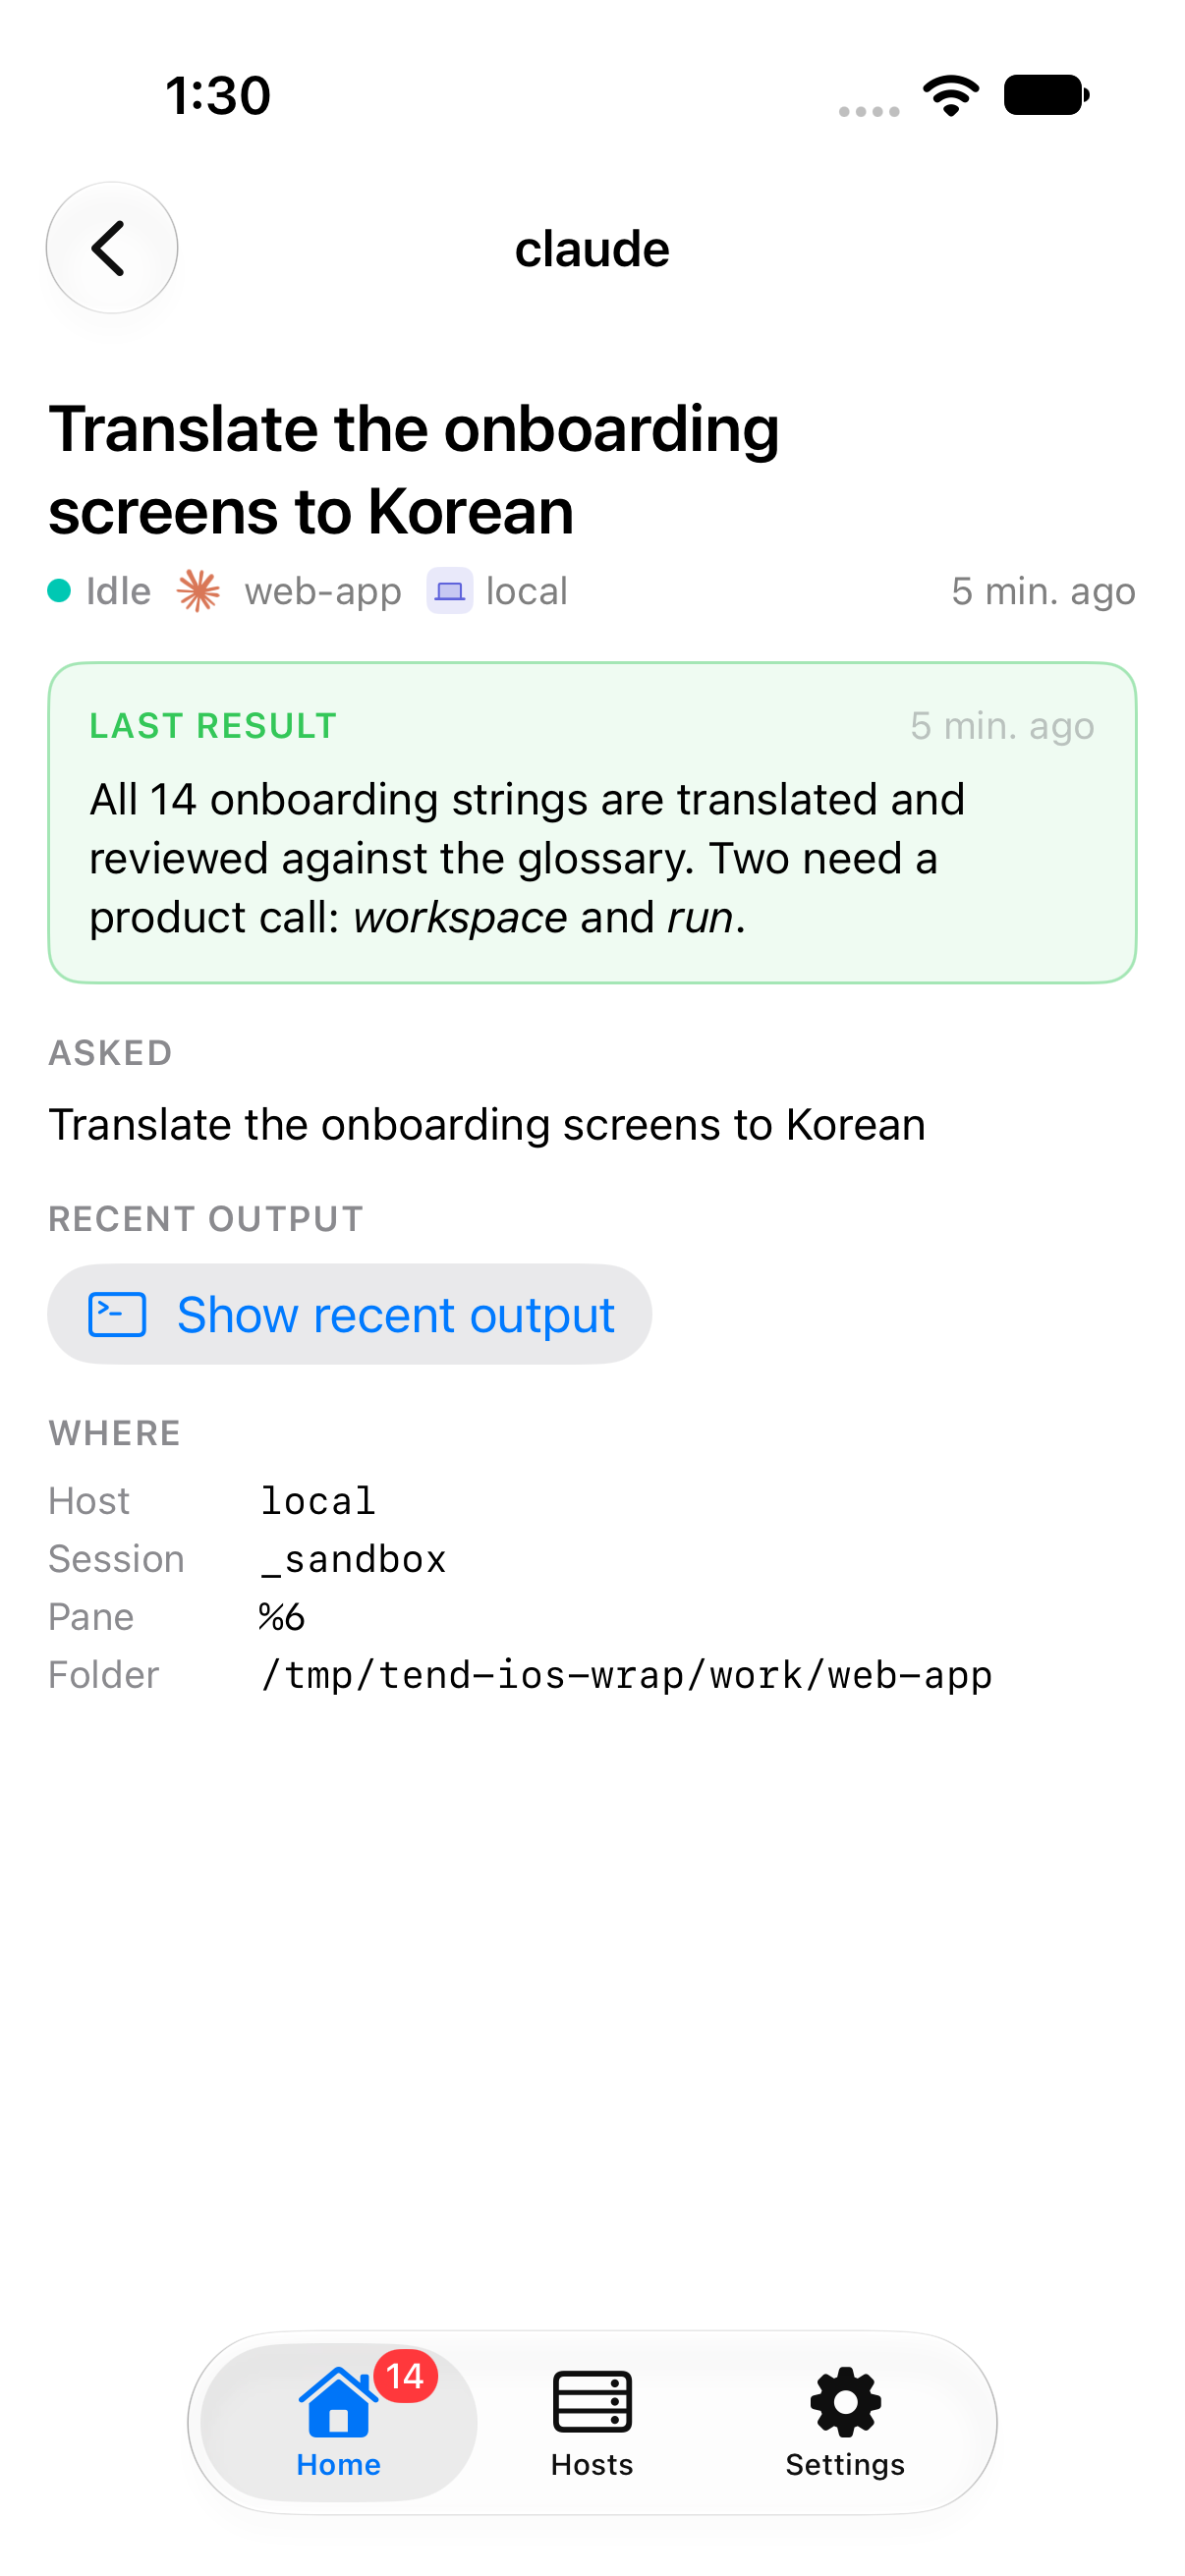 1:30
claude
Translate the onboarding
screens to Korean
Idle web-app local 5 min. ago
LAST RESULT 5 min. ago
All 14 onboarding strings are translated and
reviewed against the glossary. Two need a
product call: workspace and run.
ASKED
Translate the onboarding screens to Korean
RECENT OUTPUT
Show recent output
WHERE
Host local
Session _sandbox
Pane %6
Folder /tmp/tend-ios-wrap/work/web-app
14
Home Hosts Settings